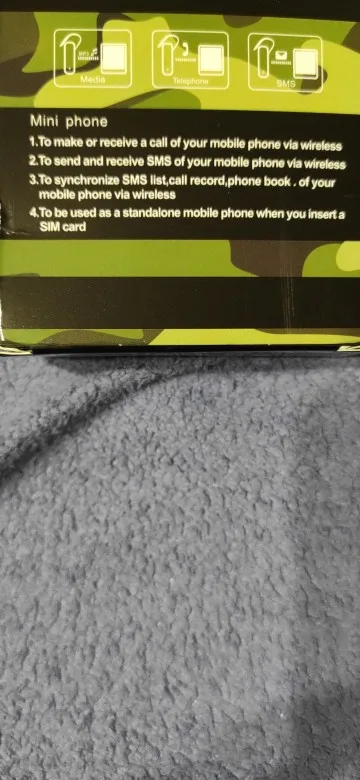 MP3
Media
Telephone
SMS
Mini phone
1.To make or receive a call of your mobile phone via wireless
2.To send and receive SMS of your mobile phone via wireless
3.To synchronize SMS list,call record,phone book . of your
mobile phone via wireless
4.To be used as a standalone mobile phone when you insert a
SIM card